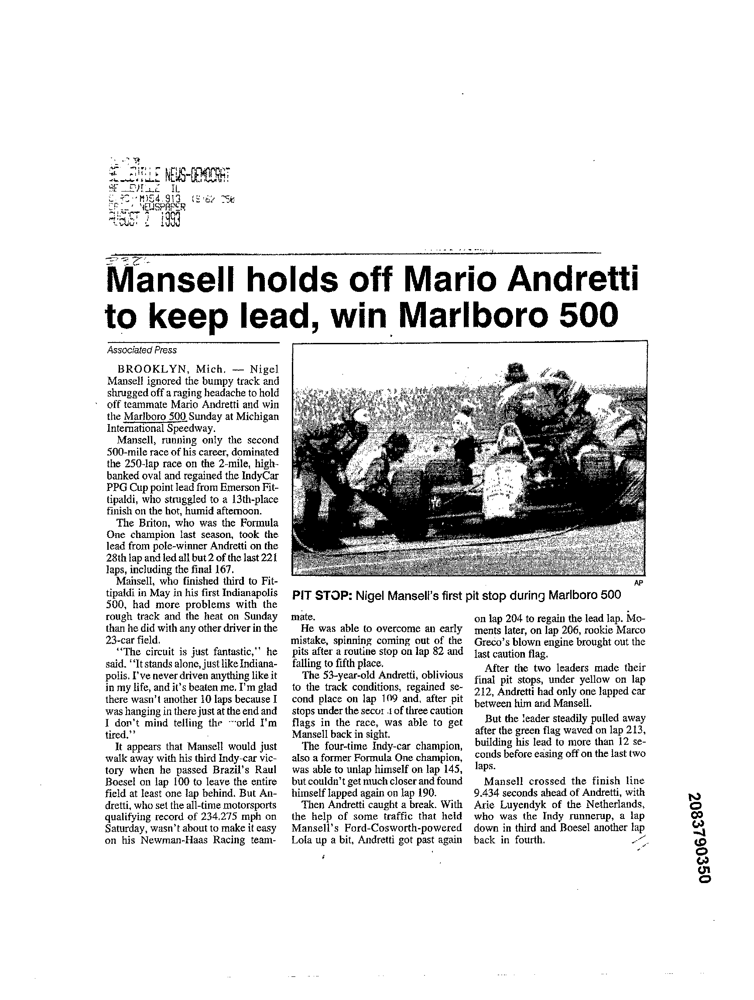 NEWS-DEMOCRAT
IL
NEWSPAPER
2 1993
Mansell holds off Mario Andretti
to keep lead, win Marlboro 500
Associated Press
BROOKLYN, Mich. — Nigel
Mansell ignored the bumpy track and
shrugged off a raging headache to hold
off teammate Mario Andretti and win
the Marlboro 500 Sunday at Michigan
International Speedway.
Mansell, running only the second
500-mile race of his career, dominated
the 250-lap race on the 2-mile, high-
banked oval and regained the IndyCar
PPG Cup point lead from Emerson Fit-
tipaldi, who struggled to a 13th-place
finish on the hot, humid afternoon.
The Briton, who was the Formula
One champion last season, took the
lead from pole-winner Andretti on the
28th lap and led all but 2 of the last 221
laps, including the final 167.
Mansell, who finished third to Fit-
tipaldi in May in his first Indianapolis
500, had more problems with the
rough track and the heat on Sunday
than he did with any other driver in the
23-car field.
"The circuit is just fantastic," he
said. "It stands alone, just like Indiana-
polis. I've never driven anything like it
in my life, and it's beaten me. I'm glad
there wasn't another 10 laps because I
was hanging in there just at the end and
I don't mind telling the world I'm
tired."
It appears that Mansell would just
walk away with his third Indy-car vic-
tory when he passed Brazil's Raul
Boesel on lap 100 to leave the entire
field at least one lap behind. But An-
dretti, who set the all-time motorsports
qualifying record of 234.275 mph on
Saturday, wasn't about to make it easy
on his Newman-Haas Racing team-
AP
PIT STOP: Nigel Mansell's first pit stop during Marlboro 500
mate.
He was able to overcome an early
mistake, spinning coming out of the
pits after a routine stop on lap 82 and
falling to fifth place.
The 53-year-old Andretti, oblivious
to the track conditions, regained se-
cond place on lap 109 and, after pit
stops under the second of three caution
flags in the race, was able to get
Mansell back in sight.
The four-time Indy-car champion,
also a former Formula One champion,
was able to unlap himself on lap 145,
but couldn't get much closer and found
himself lapped again on lap 190.
Then Andretti caught a break. With
the help of some traffic that held
Mansell's Ford-Cosworth-powered
Lola up a bit, Andretti got past again
on lap 204 to regain the lead lap. Mo-
ments later, on lap 206, rookie Marco
Greco's blown engine brought out the
last caution flag.
After the two leaders made their
final pit stops, under yellow on lap
212, Andretti had only one lapped car
between him and Mansell.
But the leader steadily pulled away
after the green flag waved on lap 213,
building his lead to more than 12 se-
conds before easing off on the last two
laps.
Mansell crossed the finish line
9.434 seconds ahead of Andretti, with
Arie Luyendyk of the Netherlands,
who was the Indy runnerup, a lap
down in third and Boesel another lap
back in fourth.
2083790350